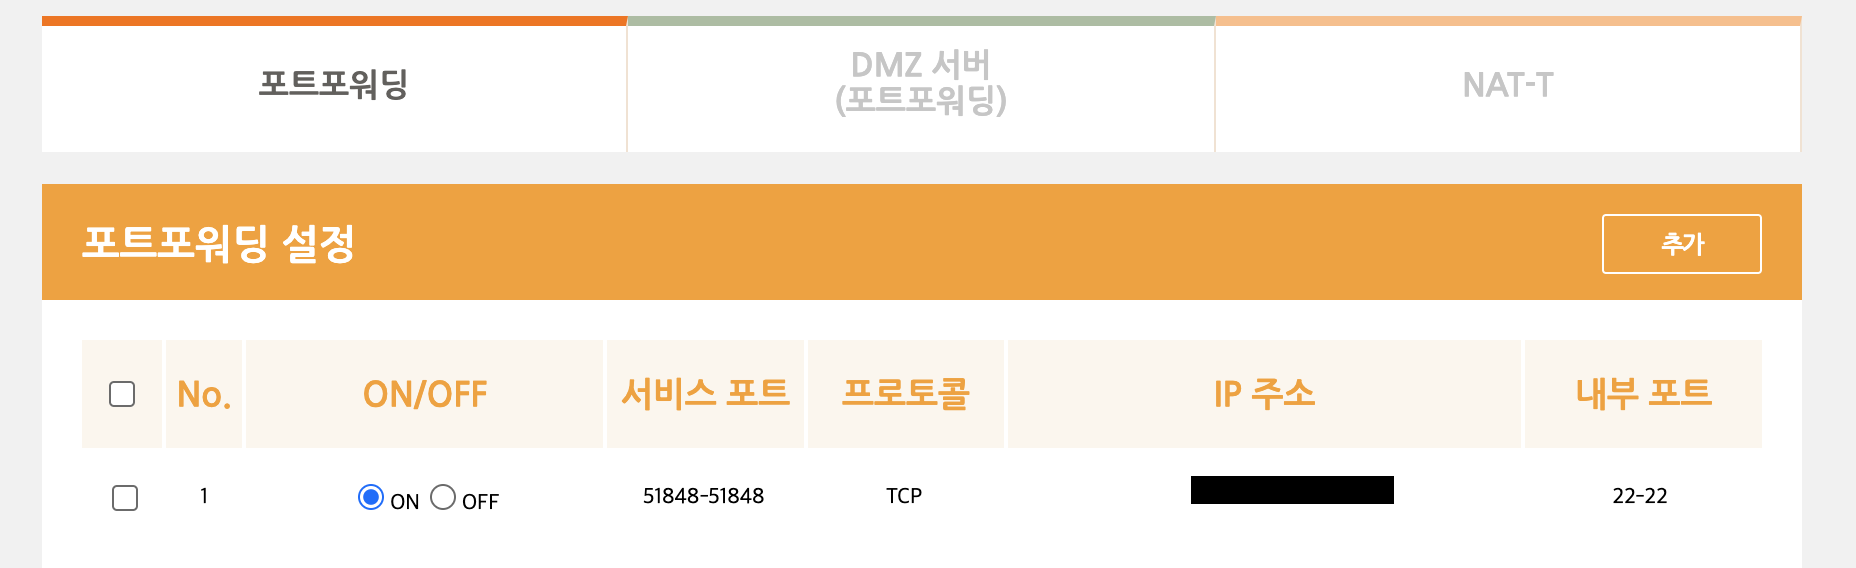 포트포워딩
DMZ 서버
(포트포워딩)
NAT-T
포트포워딩 설정
추가
No.
ON/OFF
서비스 포트
프로토콜
IP 주소
내부 포트
1
ON
OFF
51848-51848
TCP
22-22